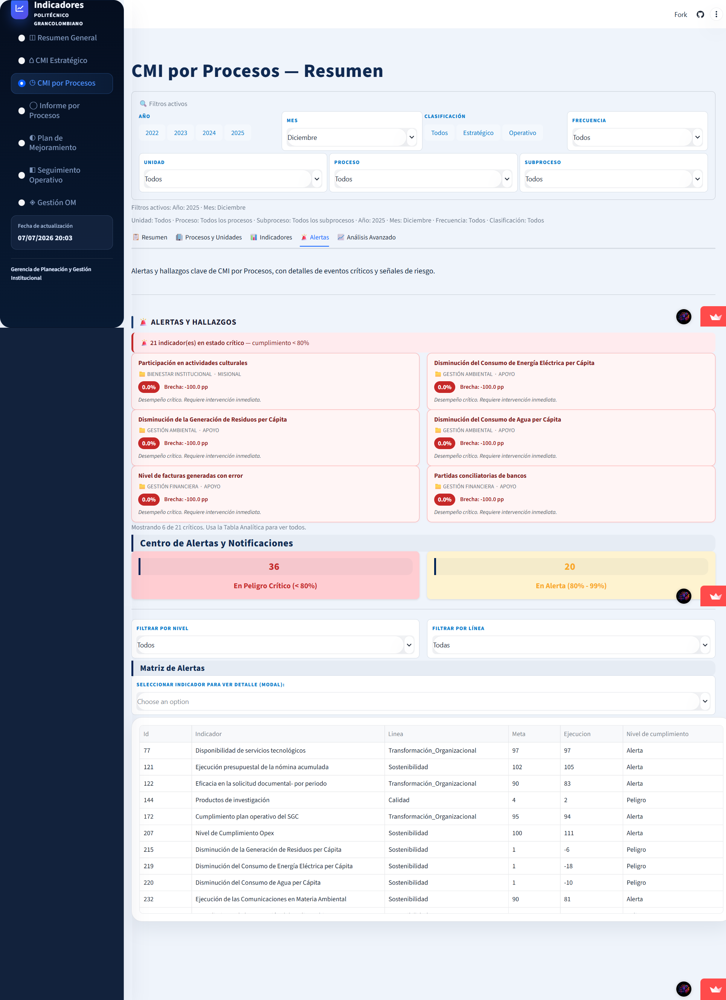 Indicadores
POLITÉCNICO
GRANCOLOMBIANO
Resumen General
CMI Estratégico
CMI por Procesos
Informe por
Procesos
Plan de
Mejoramiento
Seguimiento
Operativo
Gestión OM
Fecha de actualización
07/07/2026 20:03
Gerencia de Planeación y Gestión
Institucional
Fork
CMI por Procesos — Resumen
Filtros activos
AÑO
2022 2023 2024 2025
MES
Diciembre
CLASIFICACIÓN
Todos Estratégico Operativo
FRECUENCIA
Todos
UNIDAD
Todos
PROCESO
Todos
SUBPROCESO
Todos
Filtros activos: Año: 2025 · Mes: Diciembre
Unidad: Todos · Proceso: Todos los procesos · Subproceso: Todos los subprocesos · Año: 2025 · Mes: Diciembre · Frecuencia: Todos · Clasificación: Todos
Resumen Procesos y Unidades Indicadores Alertas Análisis Avanzado
Alertas y hallazgos clave de CMI por Procesos, con detalles de eventos críticos y señales de riesgo.
ALERTAS Y HALLAZGOS
21 indicador(es) en estado crítico — cumplimiento < 80%
Participación en actividades culturales
BIENESTAR INSTITUCIONAL · MISIONAL
0.0% Brecha: -100.0 pp
Desempeño crítico. Requiere intervención inmediata.
Disminución del Consumo de Energía Eléctrica per Cápita
GESTIÓN AMBIENTAL · APOYO
0.0% Brecha: -100.0 pp
Desempeño crítico. Requiere intervención inmediata.
Disminución de la Generación de Residuos per Cápita
GESTIÓN AMBIENTAL · APOYO
0.0% Brecha: -100.0 pp
Desempeño crítico. Requiere intervención inmediata.
Disminución del Consumo de Agua per Cápita
GESTIÓN AMBIENTAL · APOYO
0.0% Brecha: -100.0 pp
Desempeño crítico. Requiere intervención inmediata.
Nivel de facturas generadas con error
GESTIÓN FINANCIERA · APOYO
0.0% Brecha: -100.0 pp
Desempeño crítico. Requiere intervención inmediata.
Partidas conciliatorias de bancos
GESTIÓN FINANCIERA · APOYO
0.0% Brecha: -100.0 pp
Desempeño crítico. Requiere intervención inmediata.
Mostrando 6 de 21 críticos. Usa la Tabla Analítica para ver todos.
Centro de Alertas y Notificaciones
36
En Peligro Crítico (< 80%)
20
En Alerta (80% - 99%)
FILTRAR POR NIVEL
Todos
FILTRAR POR LÍNEA
Todas
Matriz de Alertas
SELECCIONAR INDICADOR PARA VER DETALLE (MODAL):
Choose an option
Id Indicador Linea Meta Ejecucion Nivel de cumplimiento
77 Disponibilidad de servicios tecnológicos Transformación_Organizacional 97 97 Alerta
121 Ejecución presupuestal de la nómina acumulada Sostenibilidad 102 105 Alerta
122 Eficacia en la solicitud documental- por periodo Transformación_Organizacional 90 83 Alerta
144 Productos de investigación Calidad 4 2 Peligro
172 Cumplimiento plan operativo del SGC Transformación_Organizacional 95 94 Alerta
207 Nivel de Cumplimiento Opex Sostenibilidad 100 111 Alerta
215 Disminución de la Generación de Residuos per Cápita Sostenibilidad 1 -6 Peligro
219 Disminución del Consumo de Energía Eléctrica per Cápita Sostenibilidad 1 -18 Peligro
220 Disminución del Consumo de Agua per Cápita Sostenibilidad 1 -10 Peligro
232 Ejecución de las Comunicaciones en Materia Ambiental Sostenibilidad 90 81 Alerta